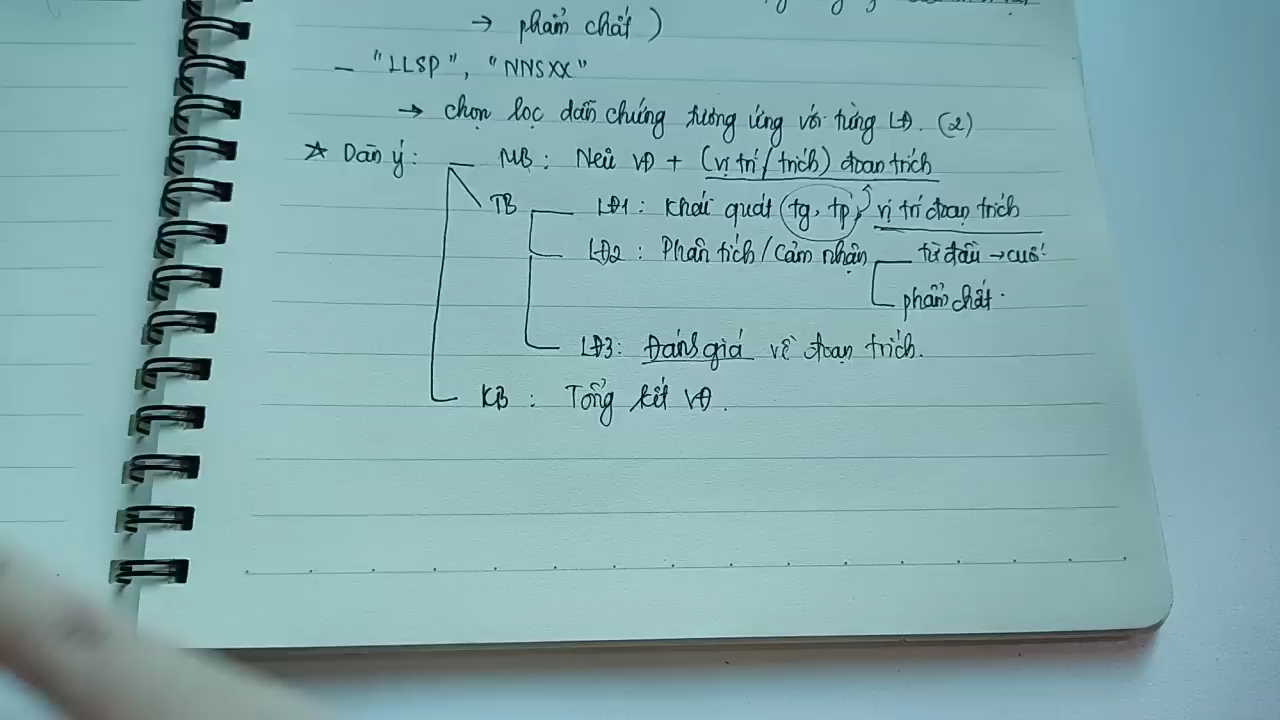 → phẩm chất )
– "LLSP", "NNSXX"
→ chọn lọc dẫn chứng tương ứng với từng LĐ. (2)
* Dàn ý: MB : Nêu VĐ + (vị trí / trích) đoạn trích
TB LĐ1 : Khái quát (tg, tp), vị trí đoạn trích
LĐ2 : Phân tích / Cảm nhận từ đầu → cuối
phẩm chất.
LĐ3: Đánh giá về đoạn trích.
KB : Tổng kết VĐ.